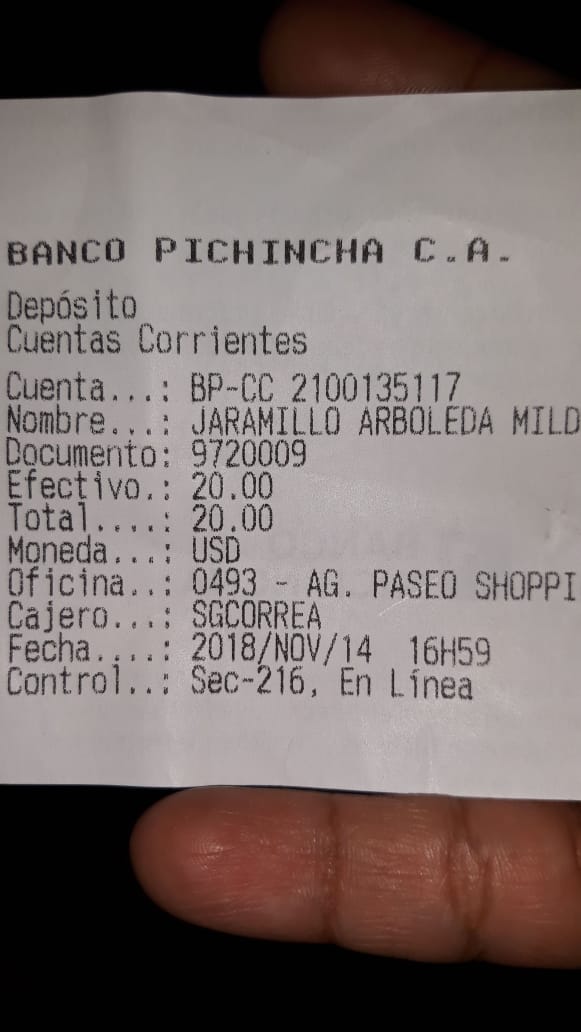 BANCO PICHINCHA C.A.
Depósito
Cuentas Corrientes
Cuenta...: BP-CC 2100135117
Nombre...: JARAMILLO ARBOLEDA MILD
Documento: 9720009
Efectivo.: 20.00
Total....: 20.00
Moneda...: USD
Oficina..: 0493 - AG. PASEO SHOPPI
Cajero...: SGCORREA
Fecha....: 2018/NOV/14 16H59
Control..: Sec-216, En Línea